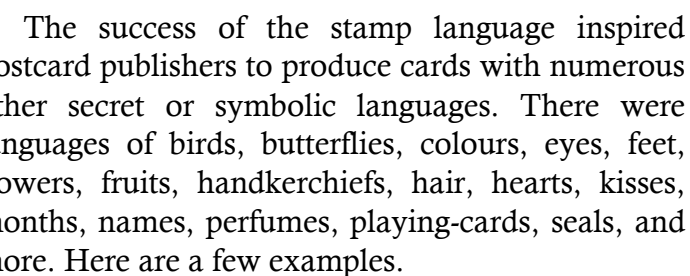 The success of the stamp language inspired
ostcard publishers to produce cards with numerous
ther secret or symbolic languages. There were
nguages of birds, butterflies, colours, eyes, feet,
owers, fruits, handkerchiefs, hair, hearts, kisses,
onths, names, perfumes, playing-cards, seals, and
ore. Here are a few examples.